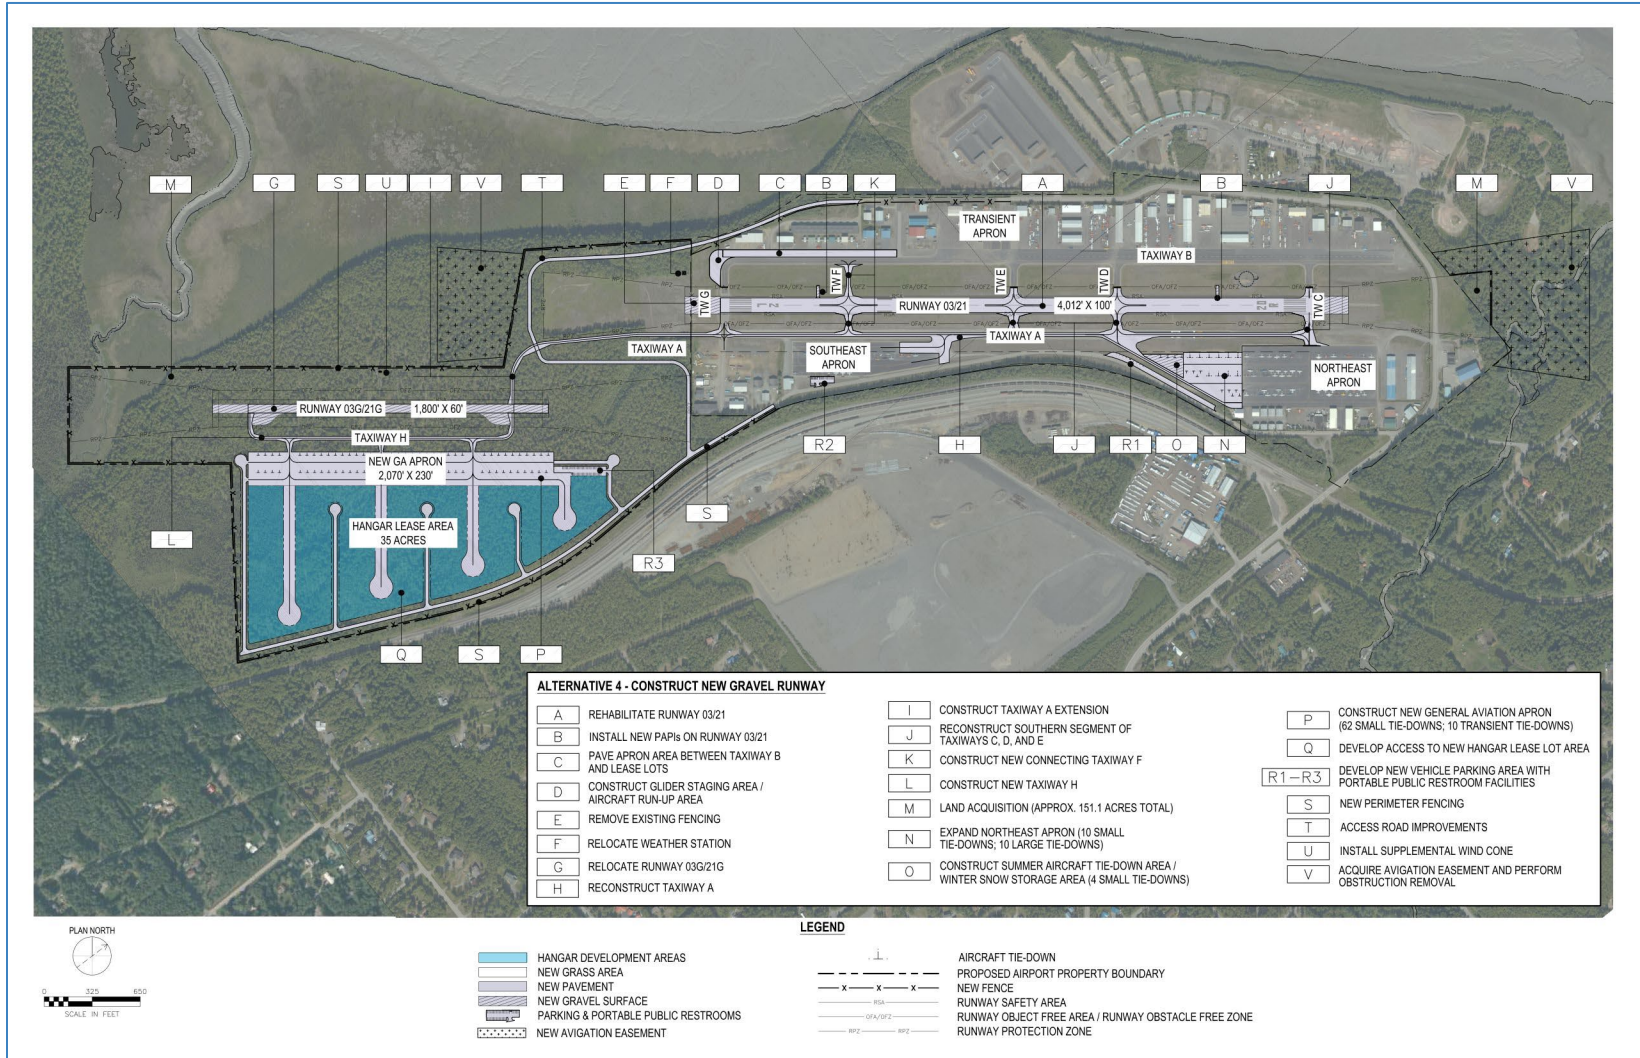 M
G
S
U
I
V
T
E
F
D
C
B
K
A
B
J
M
V
TRANSIENT
APRON
TAXIWAY B
TW F
TW E
TW D
TW G
TW C
RUNWAY 03/21
4,012' X 100'
TAXIWAY A
TAXIWAY A
SOUTHEAST
APRON
NORTHEAST
APRON
RUNWAY 03G/21G
1,800' X 60'
TAXIWAY H
NEW GA APRON
2,070' X 230'
HANGAR LEASE AREA
35 ACRES
R2
H
J
R1
O
N
S
L
R3
Q
S
P
ALTERNATIVE 4 - CONSTRUCT NEW GRAVEL RUNWAY
A REHABILITATE RUNWAY 03/21
B INSTALL NEW PAPIs ON RUNWAY 03/21
C PAVE APRON AREA BETWEEN TAXIWAY B
AND LEASE LOTS
D CONSTRUCT GLIDER STAGING AREA /
AIRCRAFT RUN-UP AREA
E REMOVE EXISTING FENCING
F RELOCATE WEATHER STATION
G RELOCATE RUNWAY 03G/21G
H RECONSTRUCT TAXIWAY A
I CONSTRUCT TAXIWAY A EXTENSION
J RECONSTRUCT SOUTHERN SEGMENT OF
TAXIWAYS C, D, AND E
K CONSTRUCT NEW CONNECTING TAXIWAY F
L CONSTRUCT NEW TAXIWAY H
M LAND ACQUISITION (APPROX. 151.1 ACRES TOTAL)
N EXPAND NORTHEAST APRON (10 SMALL
TIE-DOWNS; 10 LARGE TIE-DOWNS)
O CONSTRUCT SUMMER AIRCRAFT TIE-DOWN AREA /
WINTER SNOW STORAGE AREA (4 SMALL TIE-DOWNS)
P CONSTRUCT NEW GENERAL AVIATION APRON
(62 SMALL TIE-DOWNS; 10 TRANSIENT TIE-DOWNS)
Q DEVELOP ACCESS TO NEW HANGAR LEASE LOT AREA
R1-R3 DEVELOP NEW VEHICLE PARKING AREA WITH
PORTABLE PUBLIC RESTROOM FACILITIES
S NEW PERIMETER FENCING
T ACCESS ROAD IMPROVEMENTS
U INSTALL SUPPLEMENTAL WIND CONE
V ACQUIRE AVIGATION EASEMENT AND PERFORM
OBSTRUCTION REMOVAL
PLAN NORTH
0 325 650
SCALE IN FEET
LEGEND
HANGAR DEVELOPMENT AREAS
NEW GRASS AREA
NEW PAVEMENT
NEW GRAVEL SURFACE
PARKING & PORTABLE PUBLIC RESTROOMS
NEW AVIGATION EASEMENT
AIRCRAFT TIE-DOWN
PROPOSED AIRPORT PROPERTY BOUNDARY
X X X NEW FENCE
RSA RUNWAY SAFETY AREA
OFA/OFZ RUNWAY OBJECT FREE AREA / RUNWAY OBSTACLE FREE ZONE
RPZ RPZ RUNWAY PROTECTION ZONE